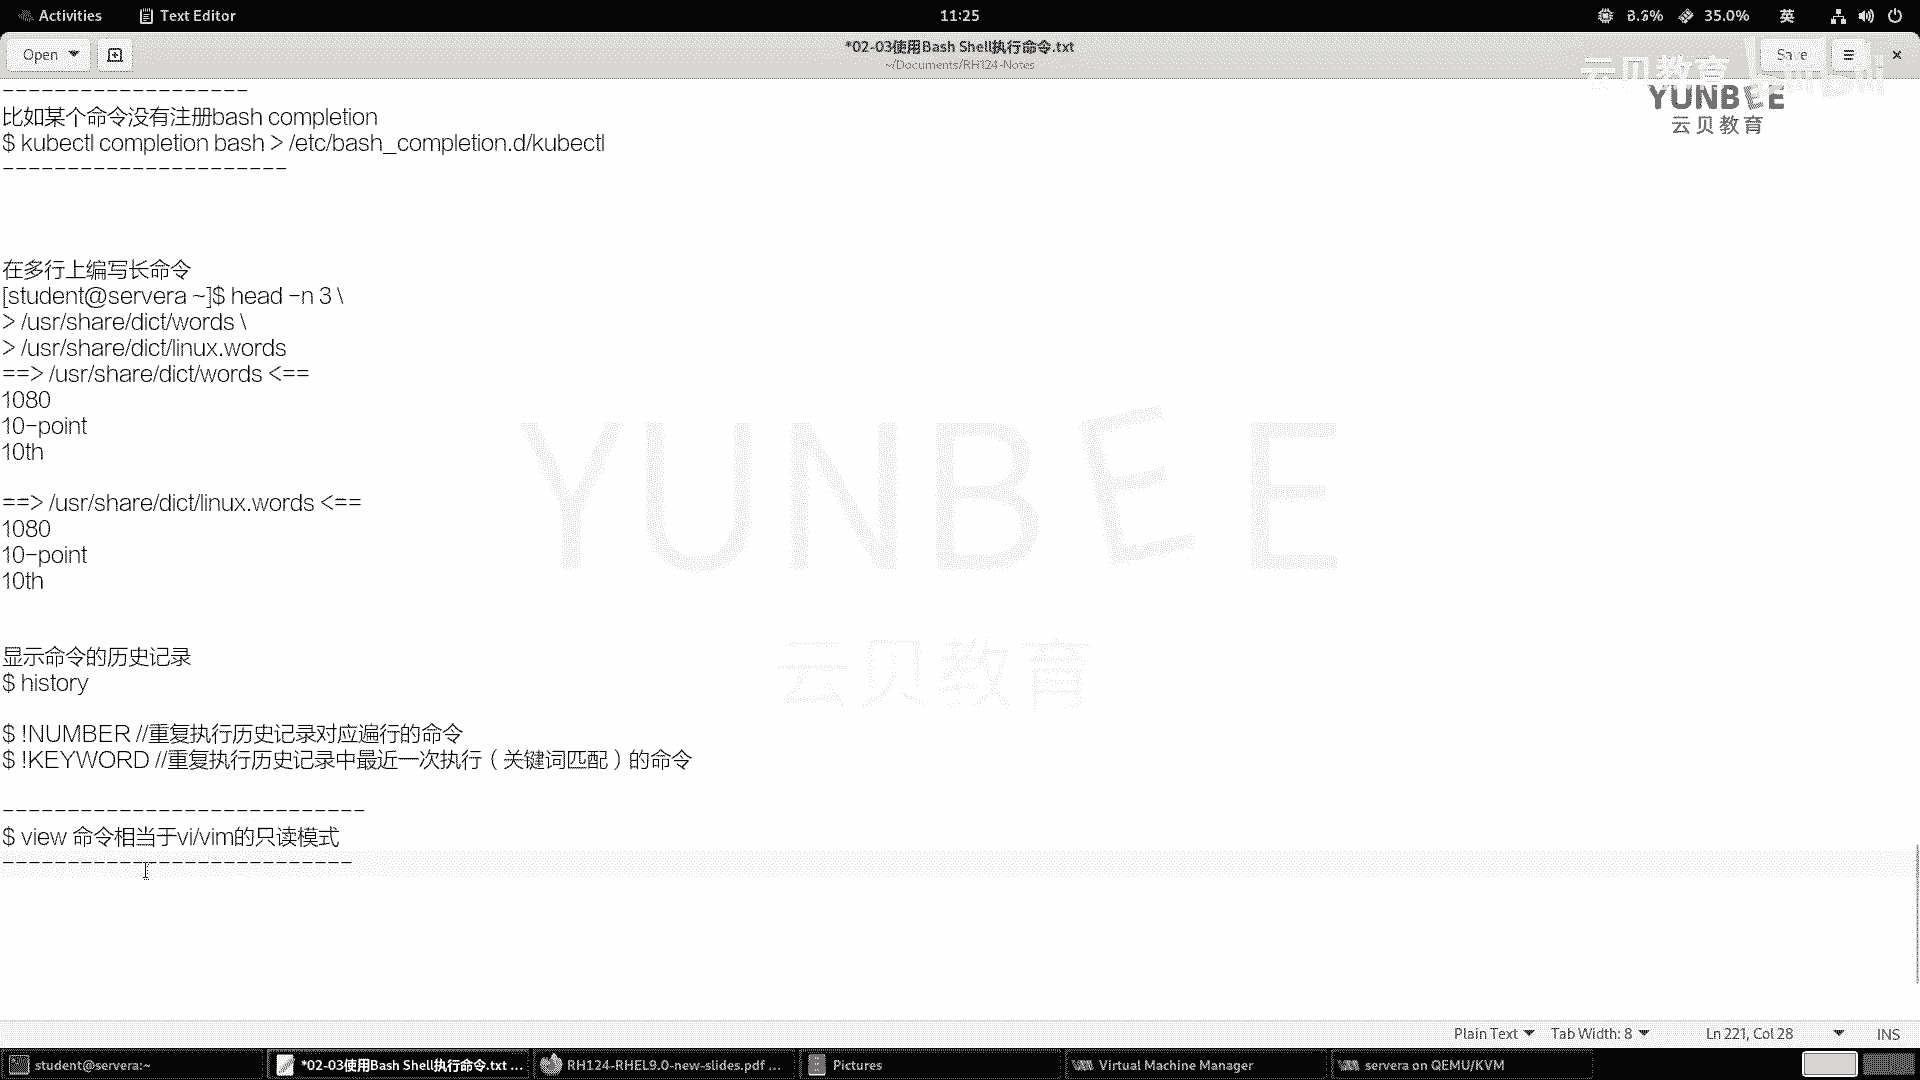 Activities Text Editor 11:25 3.6% 35.0% 英
Open *02-03使用Bash Shell执行命令.txt Save
~/Documents/RH124-Notes
云贝教育 bilibili
YUNBEE
云贝教育
-------------------
比如某个命令没有注册bash completion
$ kubectl completion bash > /etc/bash_completion.d/kubectl
----------------------
在多行上编写长命令
[student@servera ~]$ head -n 3 \
> /usr/share/dict/words \
> /usr/share/dict/linux.words
==> /usr/share/dict/words <==
1080
10-point
10th
==> /usr/share/dict/linux.words <==
1080
10-point
10th
YUNBEE
云贝教育
显示命令的历史记录
$ history
$ !NUMBER //重复执行历史记录对应遍行的命令
$ !KEYWORD //重复执行历史记录中最近一次执行（关键词匹配）的命令
----------------------------
$ view 命令相当于vi/vim的只读模式
---------------------------
Plain Text Tab Width: 8 Ln 221, Col 28 INS
student@servera:~ *02-03使用Bash Shell执行命令.txt ... RH124-RHEL9.0-new-slides.pdf ... Pictures Virtual Machine Manager servera on QEMU/KVM